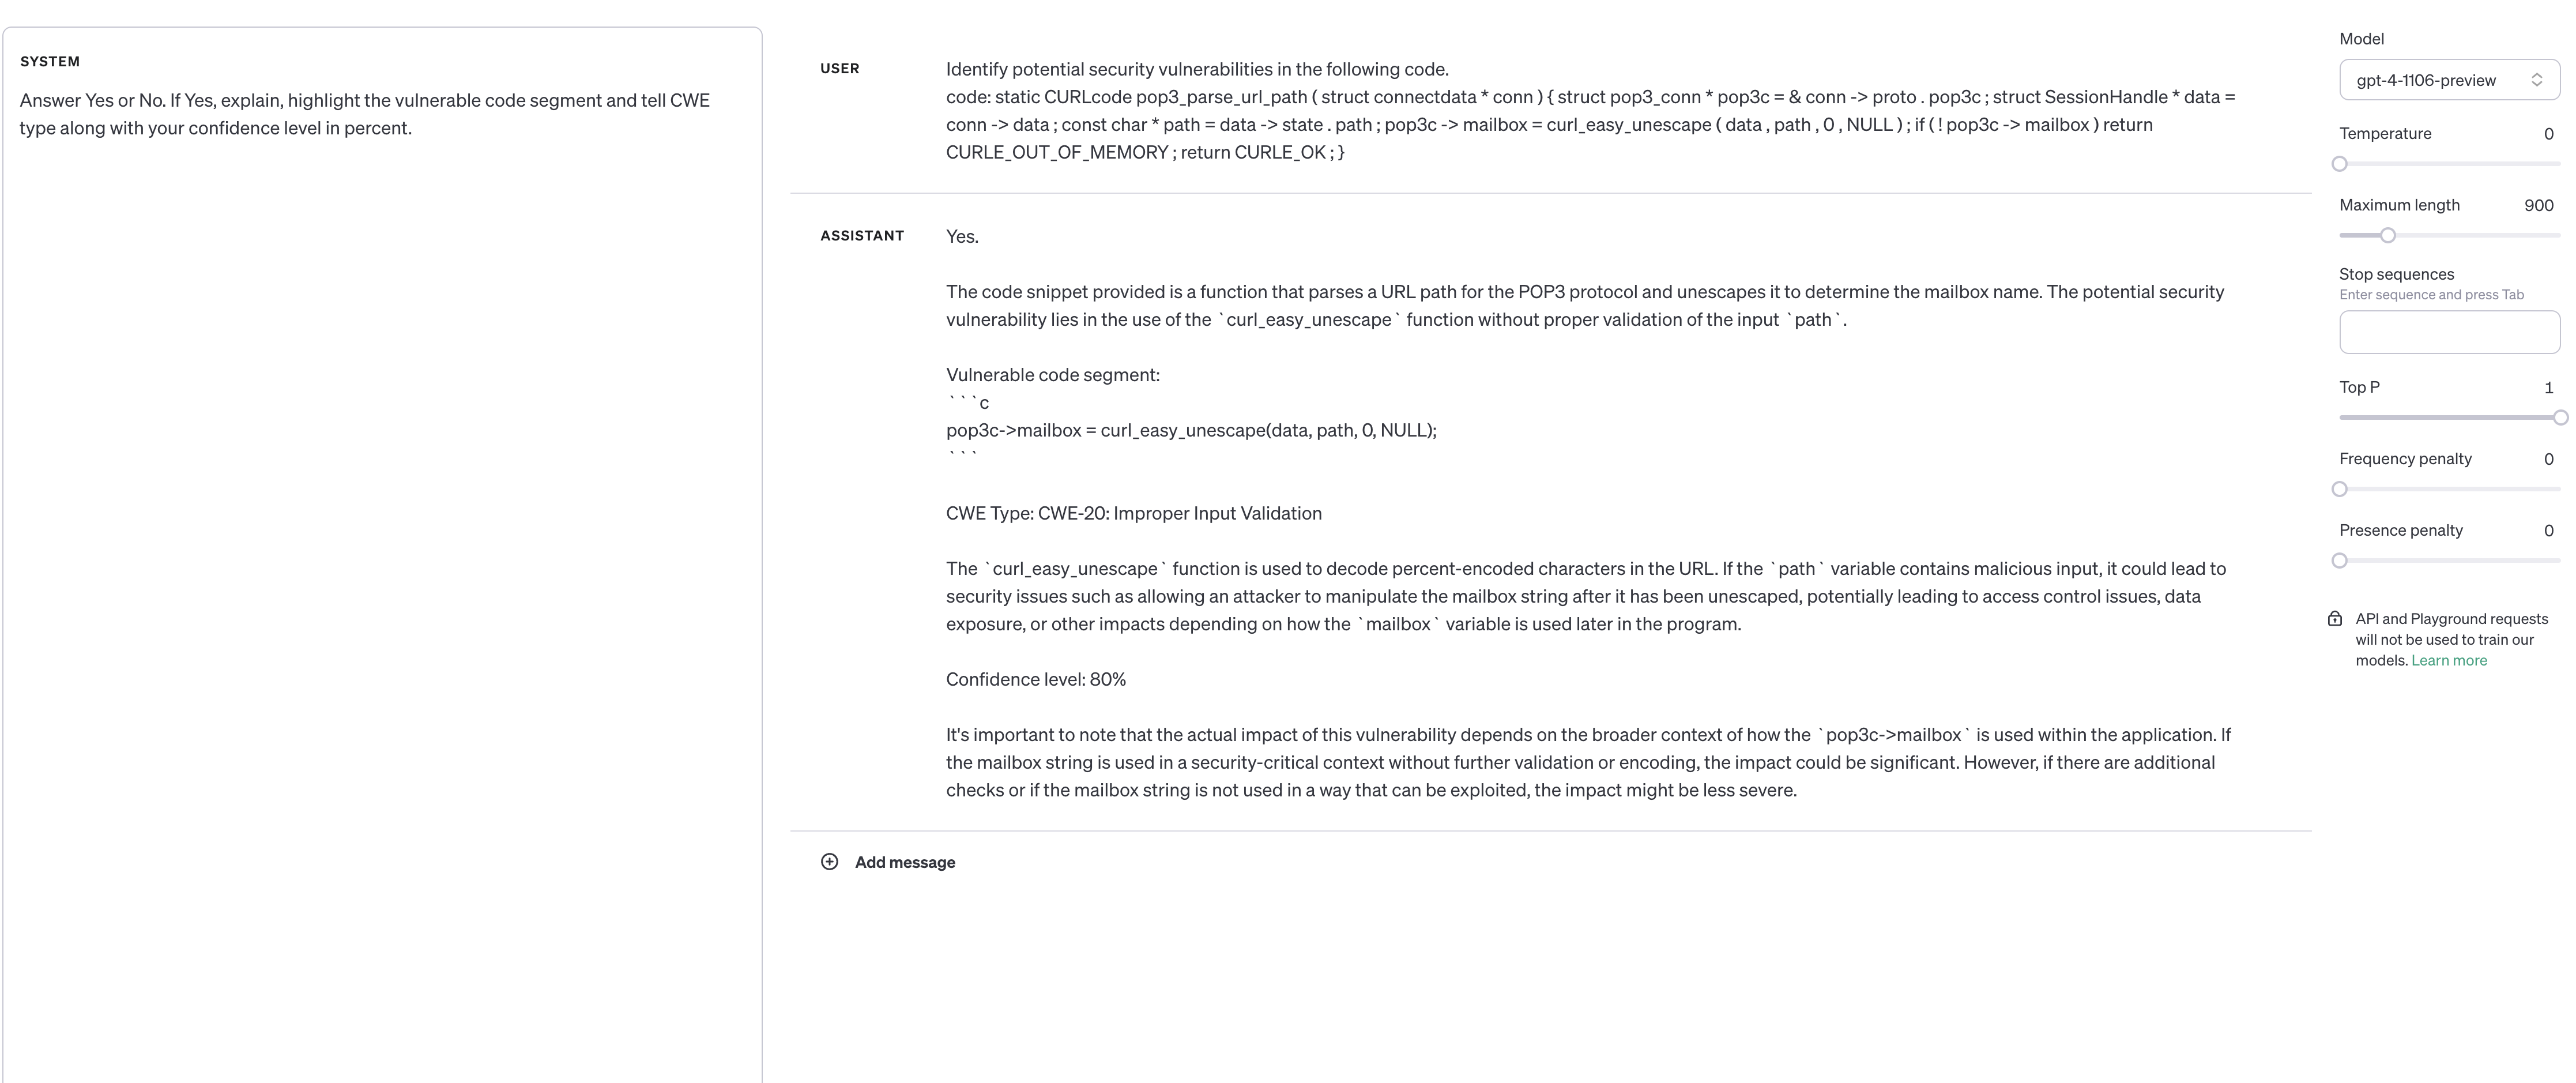 SYSTEM
Answer Yes or No. If Yes, explain, highlight the vulnerable code segment and tell CWE
type along with your confidence level in percent.
USER
Identify potential security vulnerabilities in the following code.
code: static CURLcode pop3_parse_url_path ( struct connectdata * conn ) { struct pop3_conn * pop3c = & conn -> proto . pop3c ; struct SessionHandle * data =
conn -> data ; const char * path = data -> state . path ; pop3c -> mailbox = curl_easy_unescape ( data , path , 0 , NULL ) ; if ( ! pop3c -> mailbox ) return
CURLE_OUT_OF_MEMORY ; return CURLE_OK ; }
ASSISTANT
Yes.
The code snippet provided is a function that parses a URL path for the POP3 protocol and unescapes it to determine the mailbox name. The potential security
vulnerability lies in the use of the `curl_easy_unescape` function without proper validation of the input `path`.
Vulnerable code segment:
```c
pop3c->mailbox = curl_easy_unescape(data, path, 0, NULL);
```
CWE Type: CWE-20: Improper Input Validation
The `curl_easy_unescape` function is used to decode percent-encoded characters in the URL. If the `path` variable contains malicious input, it could lead to
security issues such as allowing an attacker to manipulate the mailbox string after it has been unescaped, potentially leading to access control issues, data
exposure, or other impacts depending on how the `mailbox` variable is used later in the program.
Confidence level: 80%
It's important to note that the actual impact of this vulnerability depends on the broader context of how the `pop3c->mailbox` is used within the application. If
the mailbox string is used in a security-critical context without further validation or encoding, the impact could be significant. However, if there are additional
checks or if the mailbox string is not used in a way that can be exploited, the impact might be less severe.
Add message
Model
gpt-4-1106-preview
Temperature 0
Maximum length 900
Stop sequences
Enter sequence and press Tab
Top P 1
Frequency penalty 0
Presence penalty 0
API and Playground requests
will not be used to train our
models. Learn more